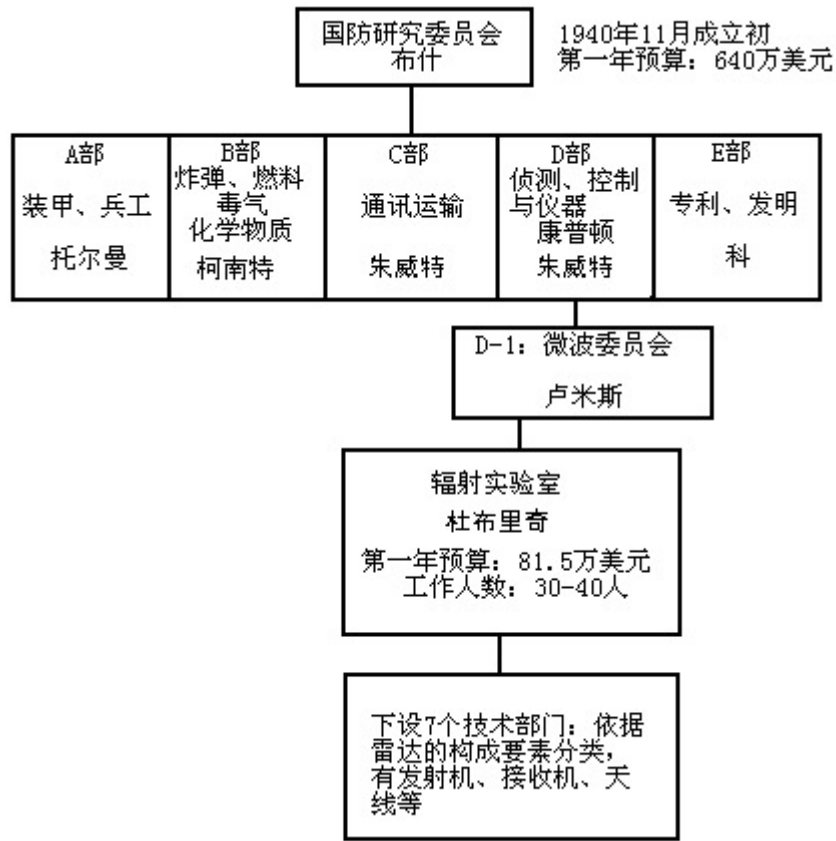 国防研究委员会
布什
1940年11月成立初
第一年预算：640万美元
A部
装甲、兵工
托尔曼
B部
炸弹、燃料
毒气
化学物质
柯南特
C部
通讯运输
朱威特
D部
侦测、控制
与仪器
康普顿
朱威特
E部
专利、发明
科
D-1：微波委员会
卢米斯
辐射实验室
杜布里奇
第一年预算：81.5万美元
工作人数：30-40人
下设7个技术部门：依据
雷达的构成要素分类，
有发射机、接收机、天
线等